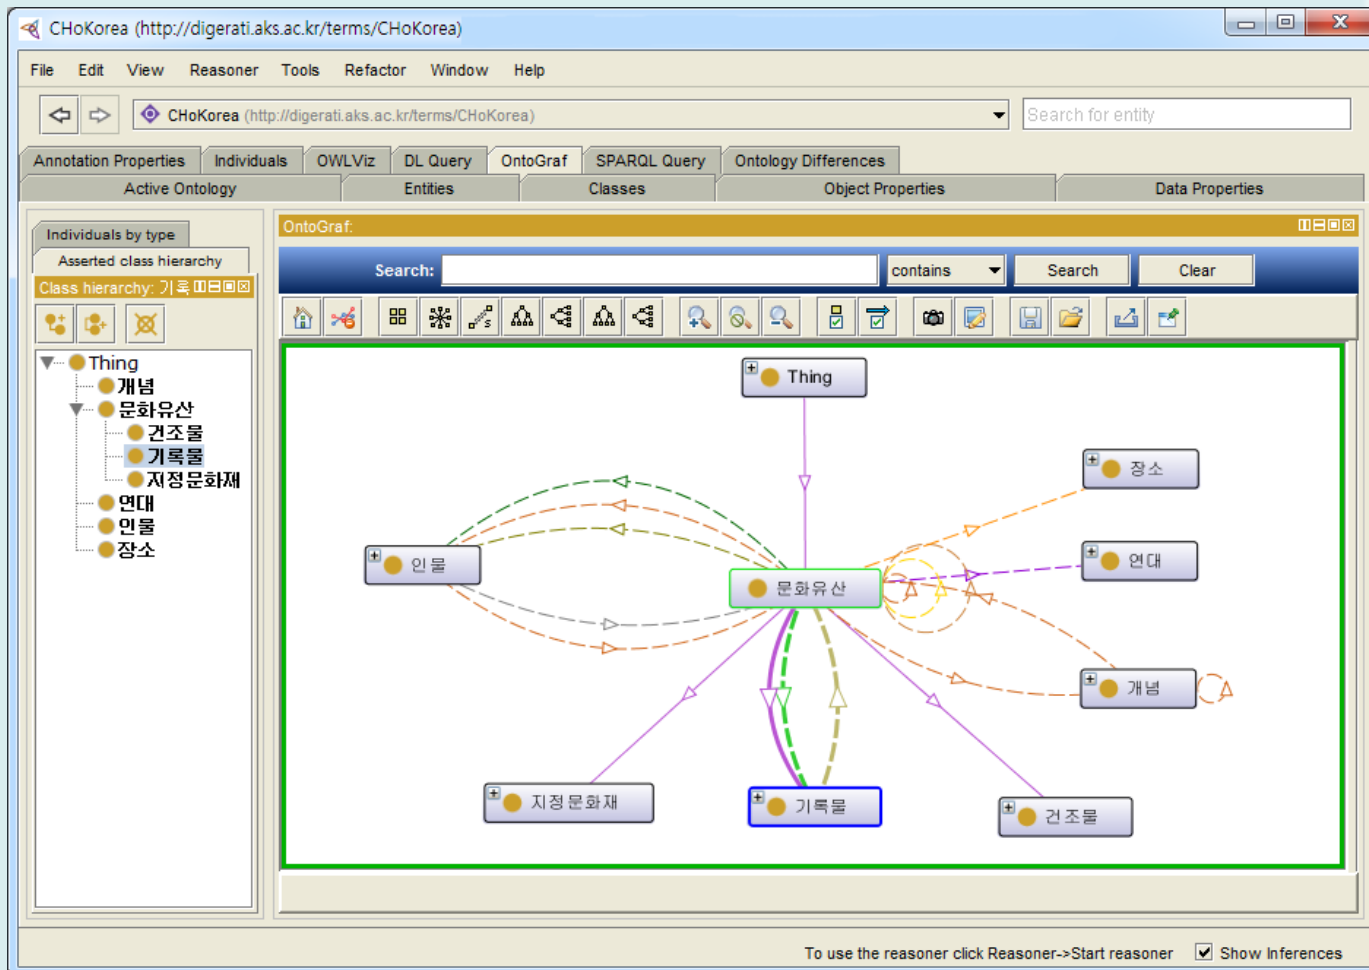 CHoKorea (http://digerati.aks.ac.kr/terms/CHoKorea)
File Edit View Reasoner Tools Refactor Window Help
CHoKorea (http://digerati.aks.ac.kr/terms/CHoKorea) Search for entity
Annotation Properties Individuals OWLViz DL Query OntoGraf SPARQL Query Ontology Differences
Active Ontology Entities Classes Object Properties Data Properties
Individuals by type
Asserted class hierarchy
Class hierarchy: 기록
Thing
개념
문화유산
건조물
기록물
지정문화재
연대
인물
장소
OntoGraf:
Search: contains Search Clear
Thing
장소
연대
인물
문화유산
개념
지정문화재
기록물
건조물
To use the reasoner click Reasoner->Start reasoner Show Inferences